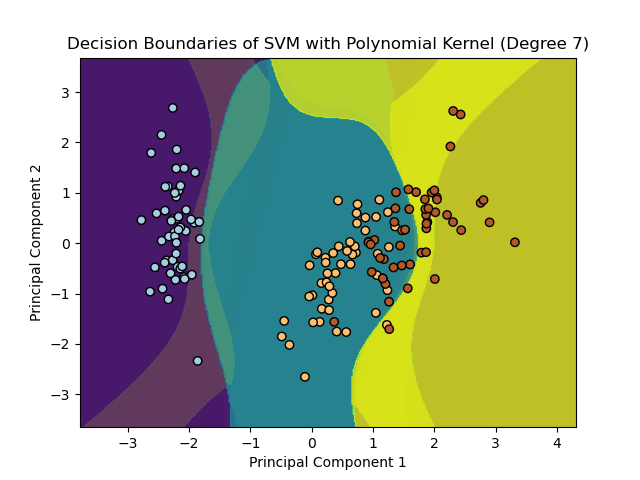 Decision Boundaries of SVM with Polynomial Kernel (Degree 7)
3
2
1
0
−1
−2
−3
Principal Component 2
−3 −2 −1 0 1 2 3 4
Principal Component 1